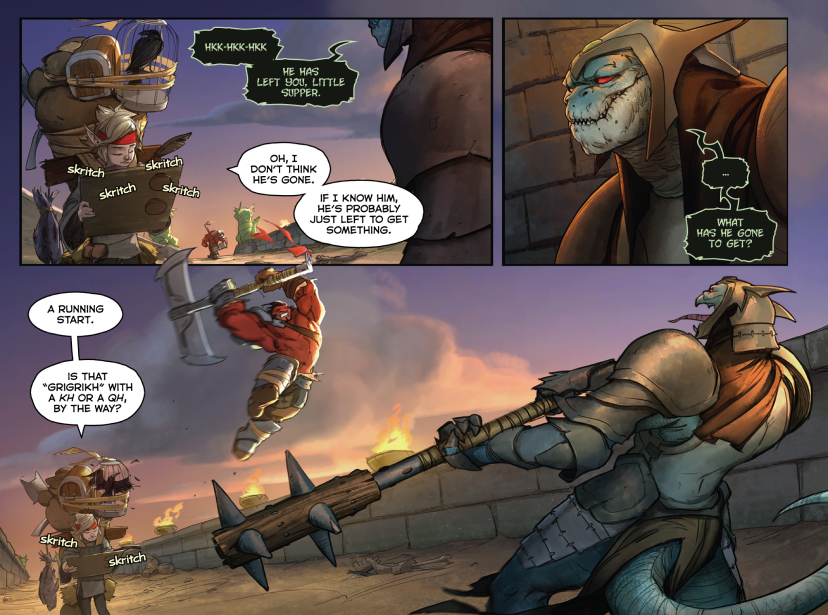 HKK-HKK-HKK
HE HAS
LEFT YOU, LITTLE
SUPPER.
skritch
skritch
skritch
skritch
OH, I
DON'T THINK
HE'S GONE.
IF I KNOW HIM,
HE'S PROBABLY
JUST LEFT TO GET
SOMETHING.
...
WHAT
HAS HE GONE
TO GET?
A RUNNING
START.
IS THAT
"GRIGRIKH" WITH
A KH OR A QH,
BY THE WAY?
skritch
skritch